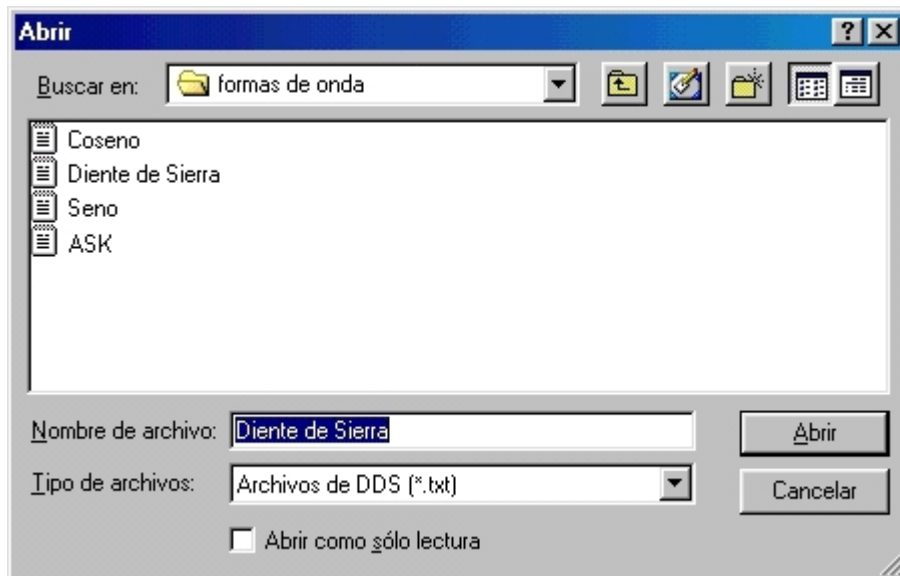 Abrir
Buscar en: formas de onda
Coseno
Diente de Sierra
Seno
ASK
Nombre de archivo: Diente de Sierra Abrir
Tipo de archivos: Archivos de DDS (*.txt) Cancelar
Abrir como sólo lectura